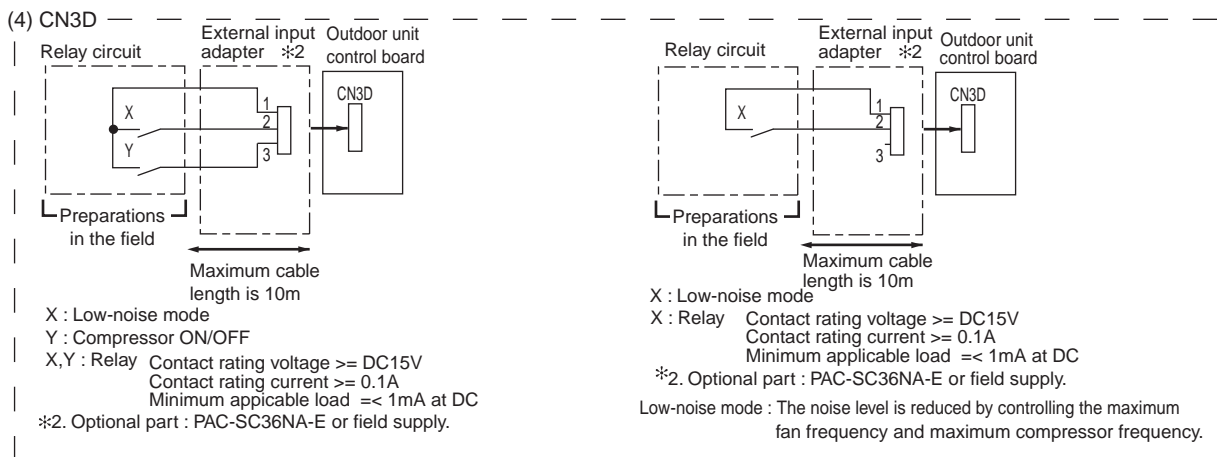 (4) CN3D
Relay circuit
External input
adapter ✻2
Outdoor unit
control board
CN3D
X
Y
1
2
3
Preparations
in the field
Maximum cable
length is 10m
X : Low-noise mode
Y : Compressor ON/OFF
X,Y : Relay Contact rating voltage >= DC15V
Contact rating current >= 0.1A
Minimum appicable load =< 1mA at DC
✻2. Optional part : PAC-SC36NA-E or field supply.
Relay circuit
External input
adapter ✻2
Outdoor unit
control board
CN3D
X
1
2
3
Preparations
in the field
Maximum cable
length is 10m
X : Low-noise mode
X : Relay Contact rating voltage >= DC15V
Contact rating current >= 0.1A
Minimum applicable load =< 1mA at DC
✻2. Optional part : PAC-SC36NA-E or field supply.
Low-noise mode : The noise level is reduced by controlling the maximum
fan frequency and maximum compressor frequency.